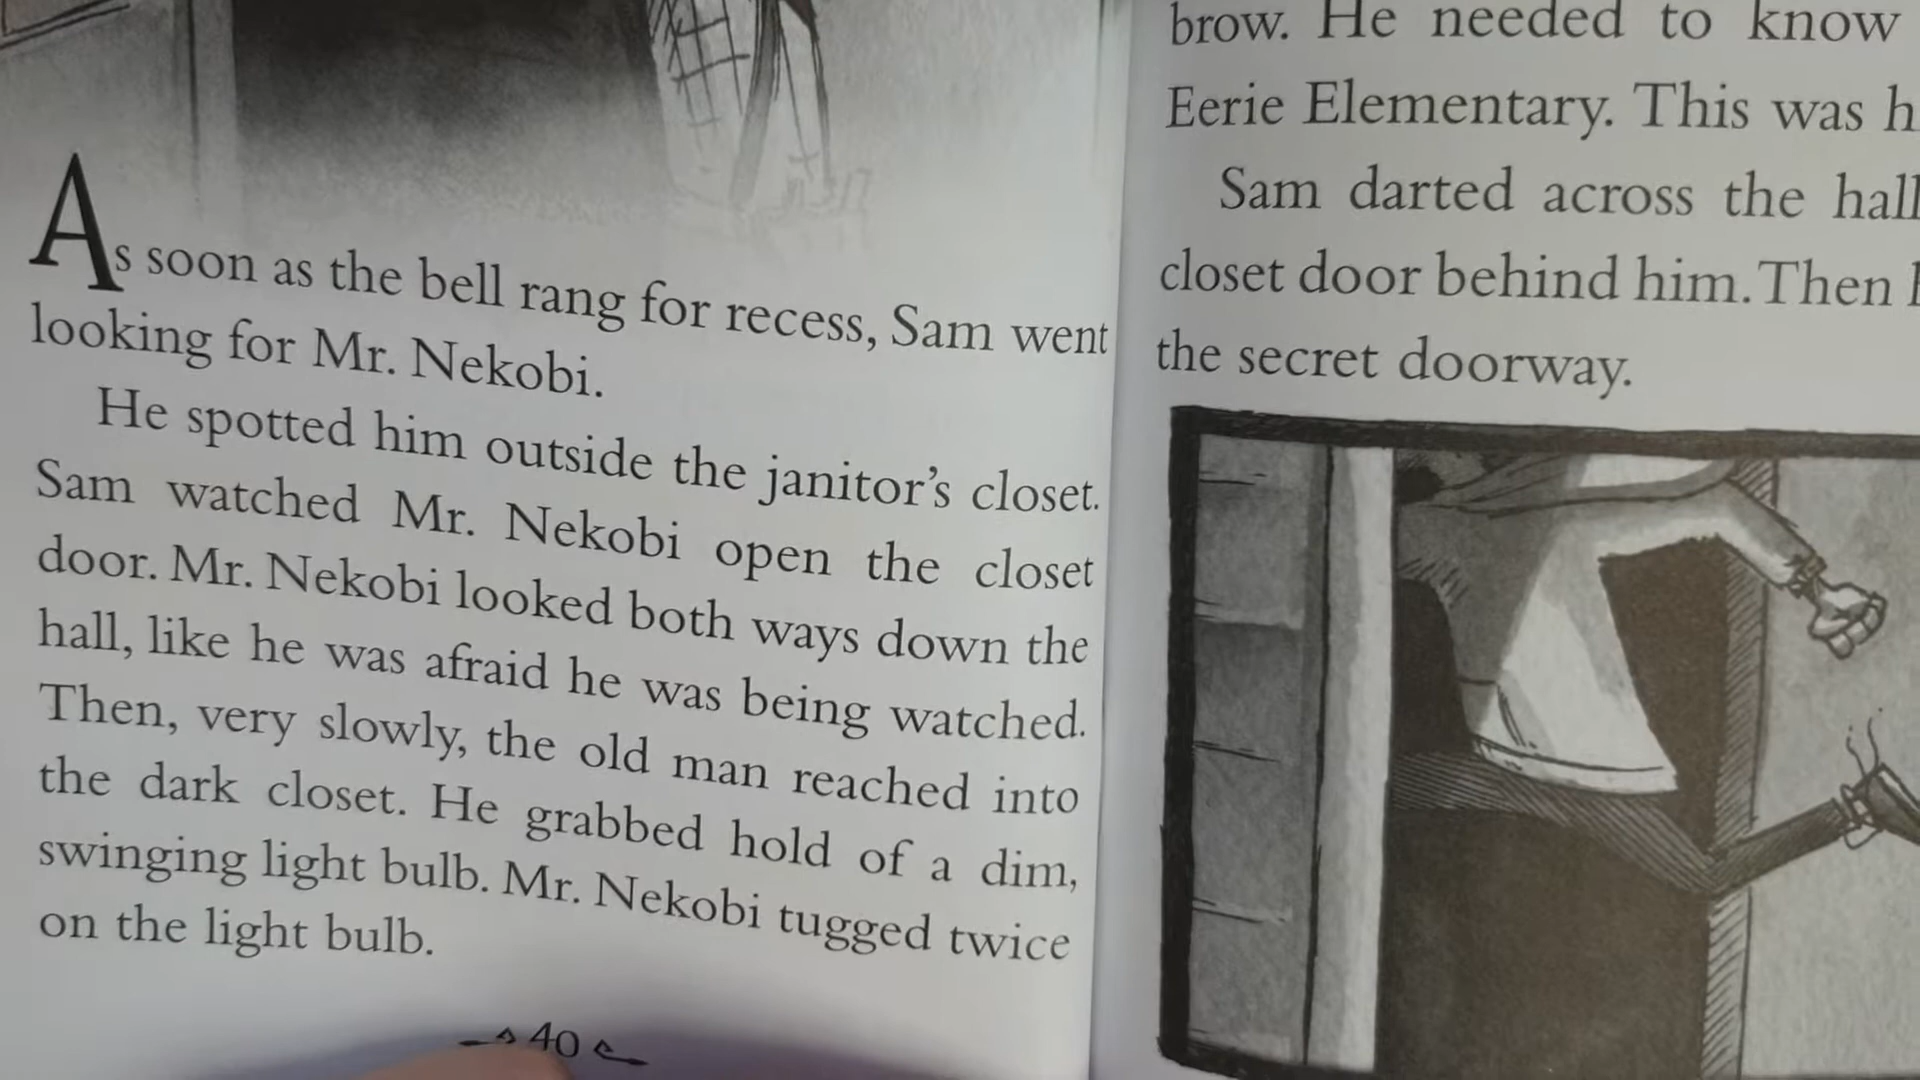 As soon as the bell rang for recess, Sam went
looking for Mr. Nekobi.
He spotted him outside the janitor's closet.
Sam watched Mr. Nekobi open the closet
door. Mr. Nekobi looked both ways down the
hall, like he was afraid he was being watched.
Then, very slowly, the old man reached into
the dark closet. He grabbed hold of a dim,
swinging light bulb. Mr. Nekobi tugged twice
on the light bulb.
40
brow. He needed to know
Eerie Elementary. This was
Sam darted across the hall
closet door behind him. Then
the secret doorway.